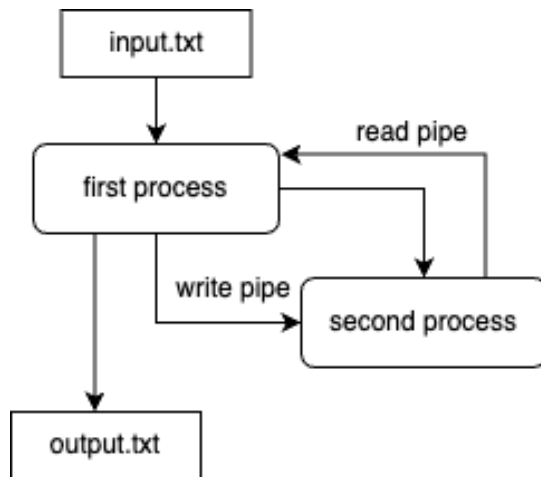 input.txt
read pipe
first process
write pipe
second process
output.txt